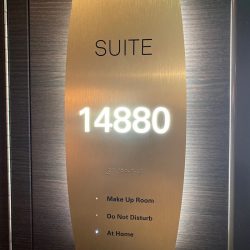 SUITE
14880
Make Up Room
Do Not Disturb
At Home